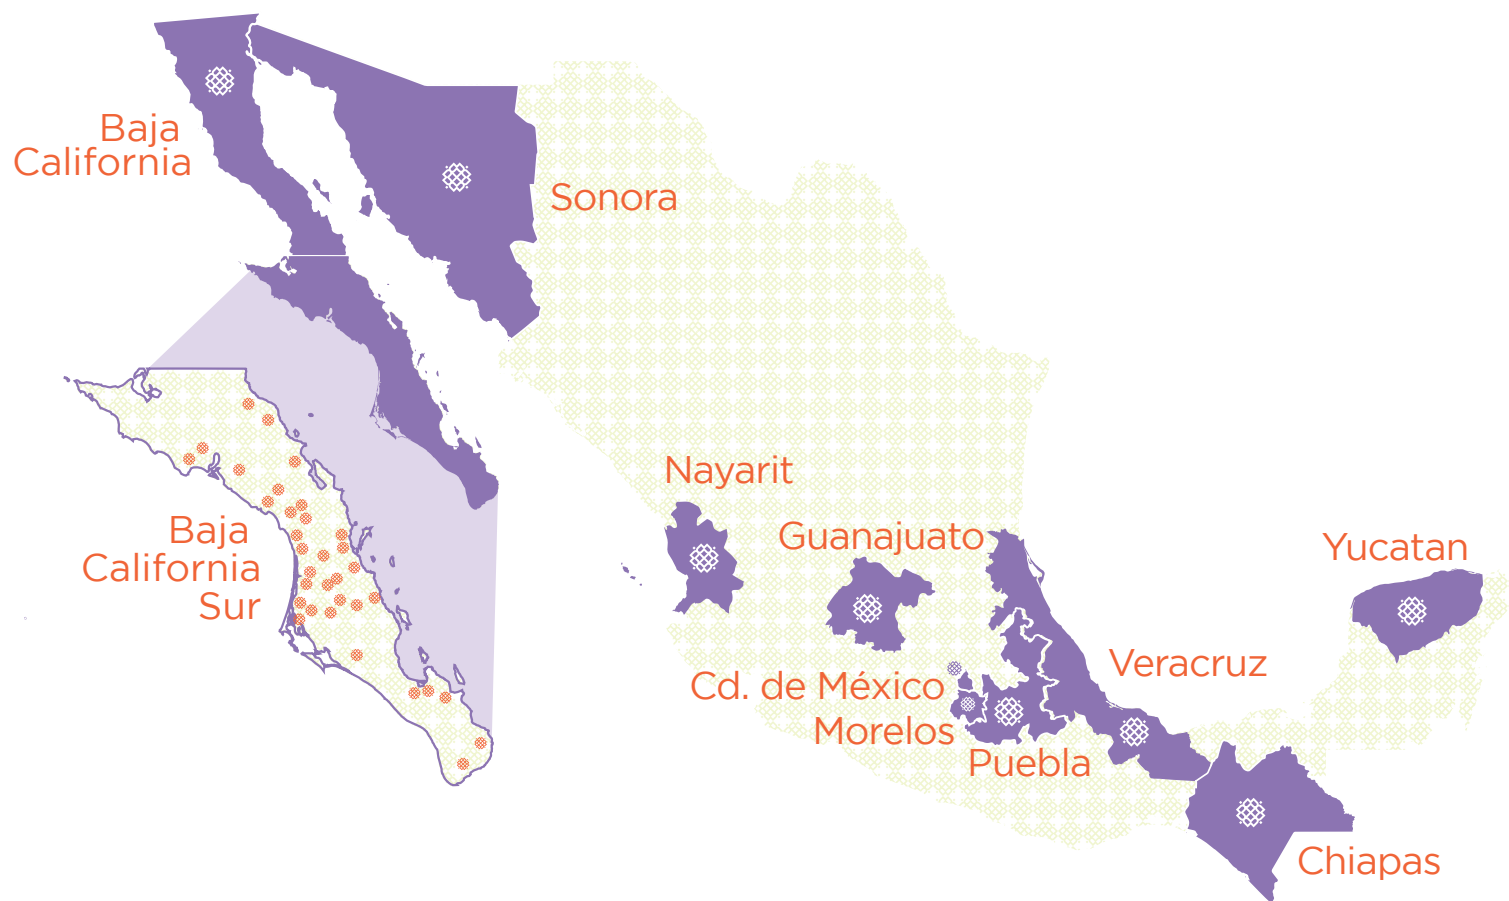 Baja
California
Sonora
Nayarit
Guanajuato
Baja
California
Sur
Yucatan
Veracruz
Cd. de México
Morelos
Puebla
Chiapas